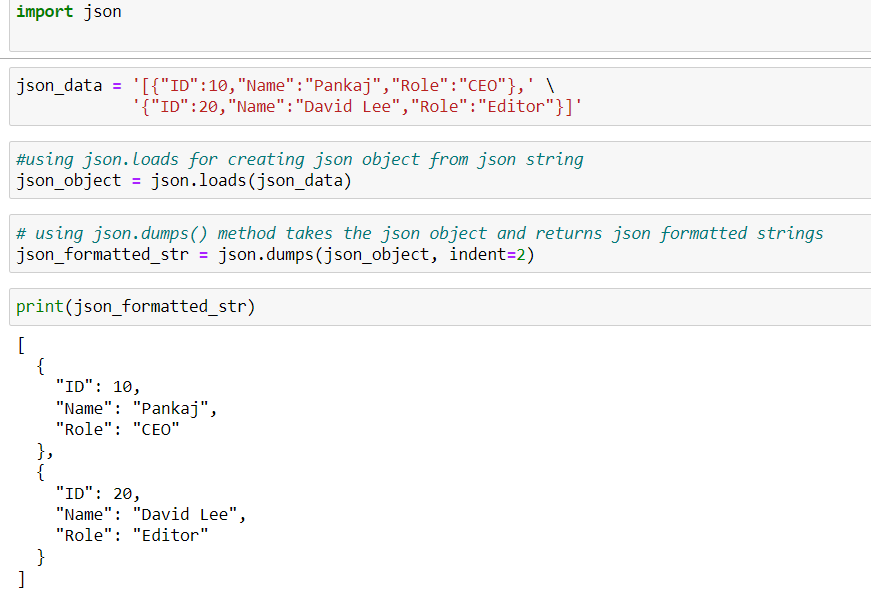 import json
json_data = '[{"ID":10,"Name":"Pankaj","Role":"CEO"},' \
'{"ID":20,"Name":"David Lee","Role":"Editor"}]'
#using json.loads for creating json object from json string
json_object = json.loads(json_data)
# using json.dumps() method takes the json object and returns json formatted strings
json_formatted_str = json.dumps(json_object, indent=2)
print(json_formatted_str)
[
  {
    "ID": 10,
    "Name": "Pankaj",
    "Role": "CEO"
  },
  {
    "ID": 20,
    "Name": "David Lee",
    "Role": "Editor"
  }
]